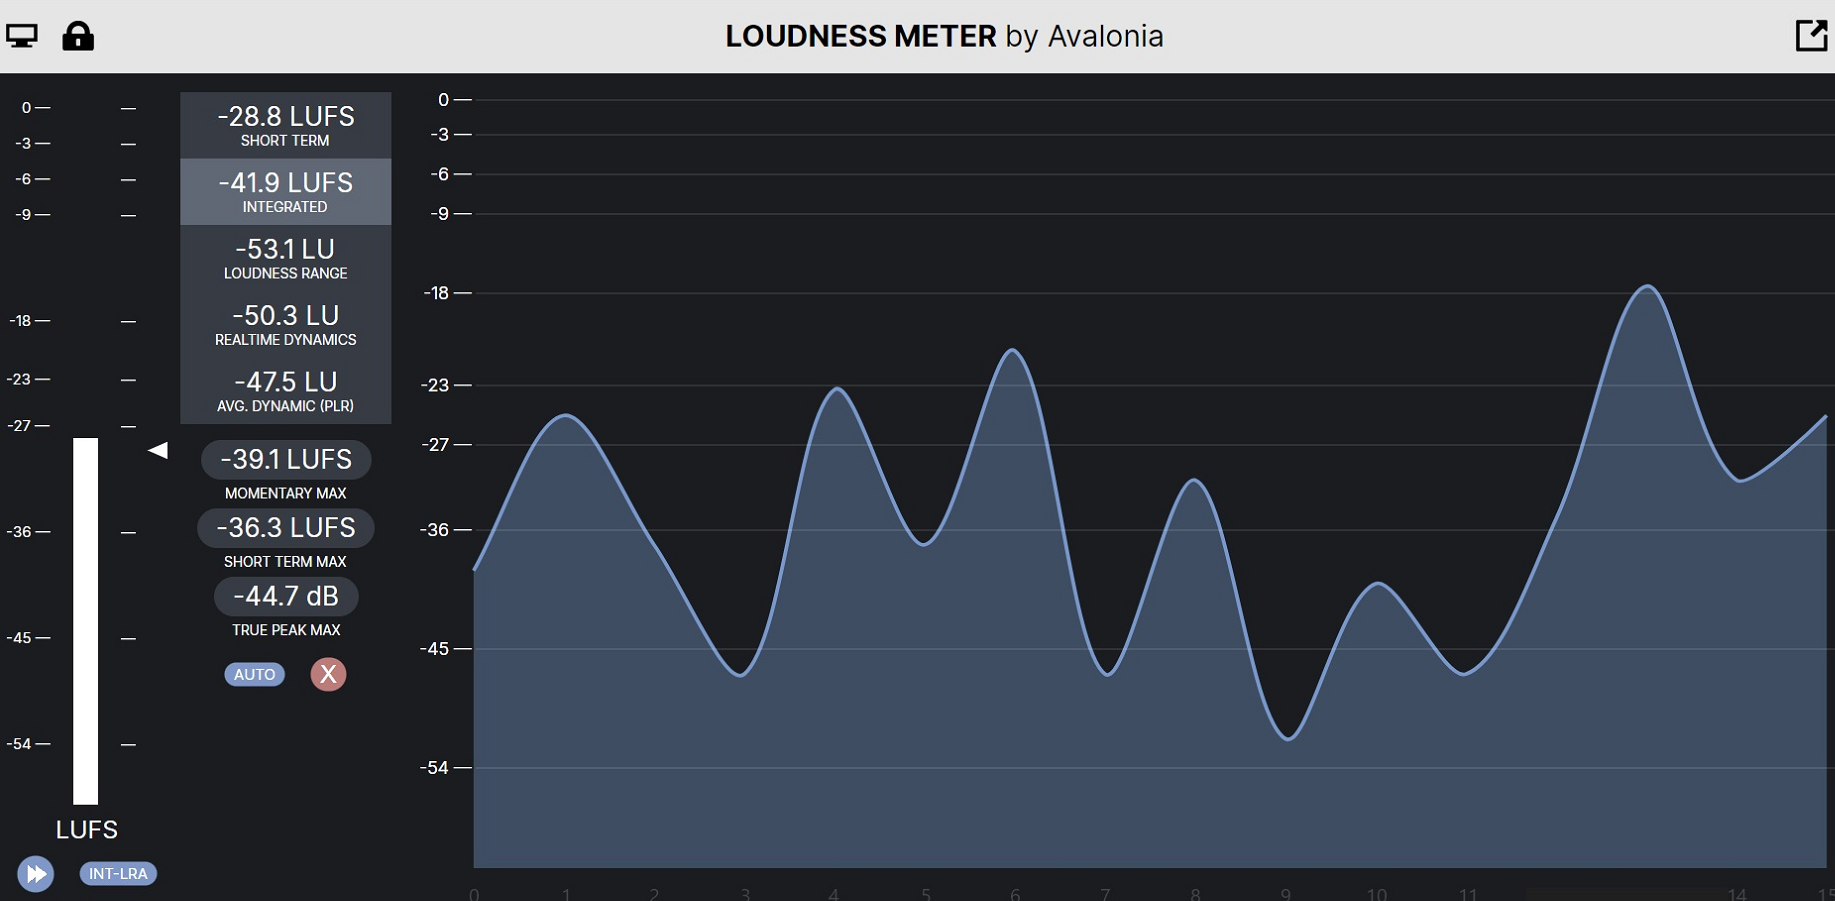 LOUDNESS METER by Avalonia
0
-3
-6
-9
-18
-23
-27
-36
-45
-54
LUFS
INT-LRA
-28.8 LUFS
SHORT TERM
-41.9 LUFS
INTEGRATED
-53.1 LU
LOUDNESS RANGE
-50.3 LU
REALTIME DYNAMICS
-47.5 LU
AVG. DYNAMIC (PLR)
-39.1 LUFS
MOMENTARY MAX
-36.3 LUFS
SHORT TERM MAX
-44.7 dB
TRUE PEAK MAX
AUTO X
0
-3
-6
-9
-18
-23
-27
-36
-45
-54
0 1 2 3 4 5 6 7 8 9 10 11 14 15